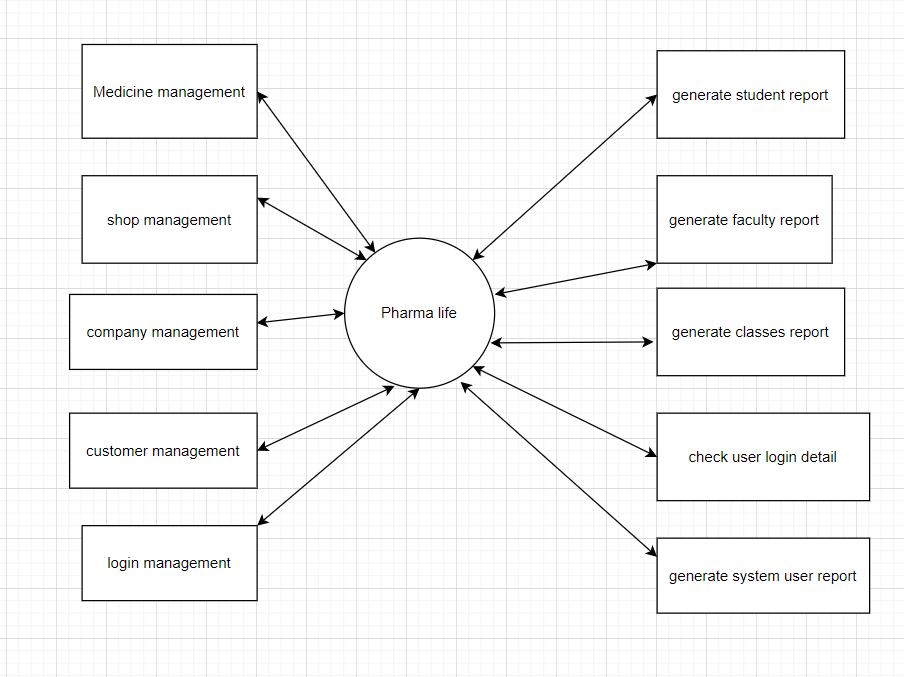 Medicine management
shop management
company management
customer management
login management
Pharma life
generate student report
generate faculty report
generate classes report
check user login detail
generate system user report